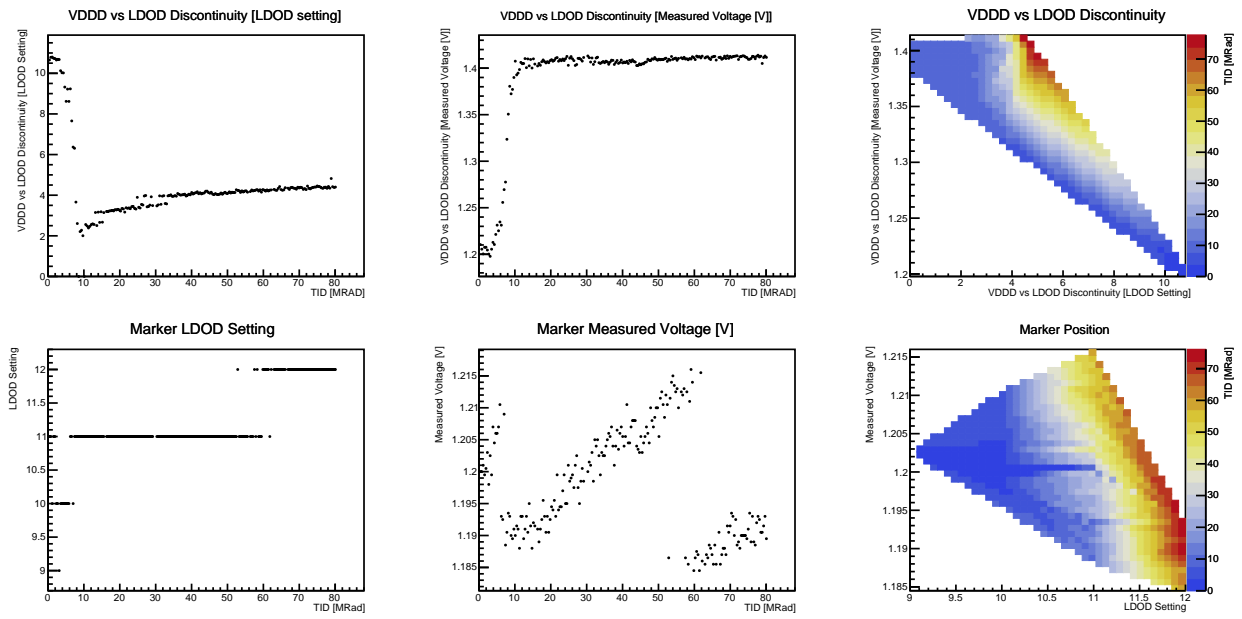 VDDD vs LDOD Discontinuity [LDOD setting]
VDDD vs LDOD Discontinuity [LDOD Setting]
10
8
6
4
2
0
0 10 20 30 40 50 60 70 80
TID [MRAD]
VDDD vs LDOD Discontinuity [Measured Voltage [V]]
VDDD vs LDOD Discontinuity [Measured Voltage [V]]
1.4
1.35
1.3
1.25
1.2
0 10 20 30 40 50 60 70 80
TID [MRAD]
VDDD vs LDOD Discontinuity
VDDD vs LDOD Discontinuity [Measured Voltage [V]]
1.4
1.35
1.3
1.25
1.2
0 2 4 6 8 10
VDDD vs LDOD Discontinuity [LDOD Setting]
TID [MRad]
70
60
50
40
30
20
10
0
Marker LDOD Setting
LDOD Setting
12
11.5
11
10.5
10
9.5
9
0 10 20 30 40 50 60 70 80
TID [MRad]
Marker Measured Voltage [V]
Measured Voltage [V]
1.215
1.21
1.205
1.2
1.195
1.19
1.185
0 10 20 30 40 50 60 70 80
TID [MRad]
Marker Position
Measured Voltage [V]
1.215
1.21
1.205
1.2
1.195
1.19
1.185
9 9.5 10 10.5 11 11.5 12
LDOD Setting
TID [MRad]
70
60
50
40
30
20
10
0